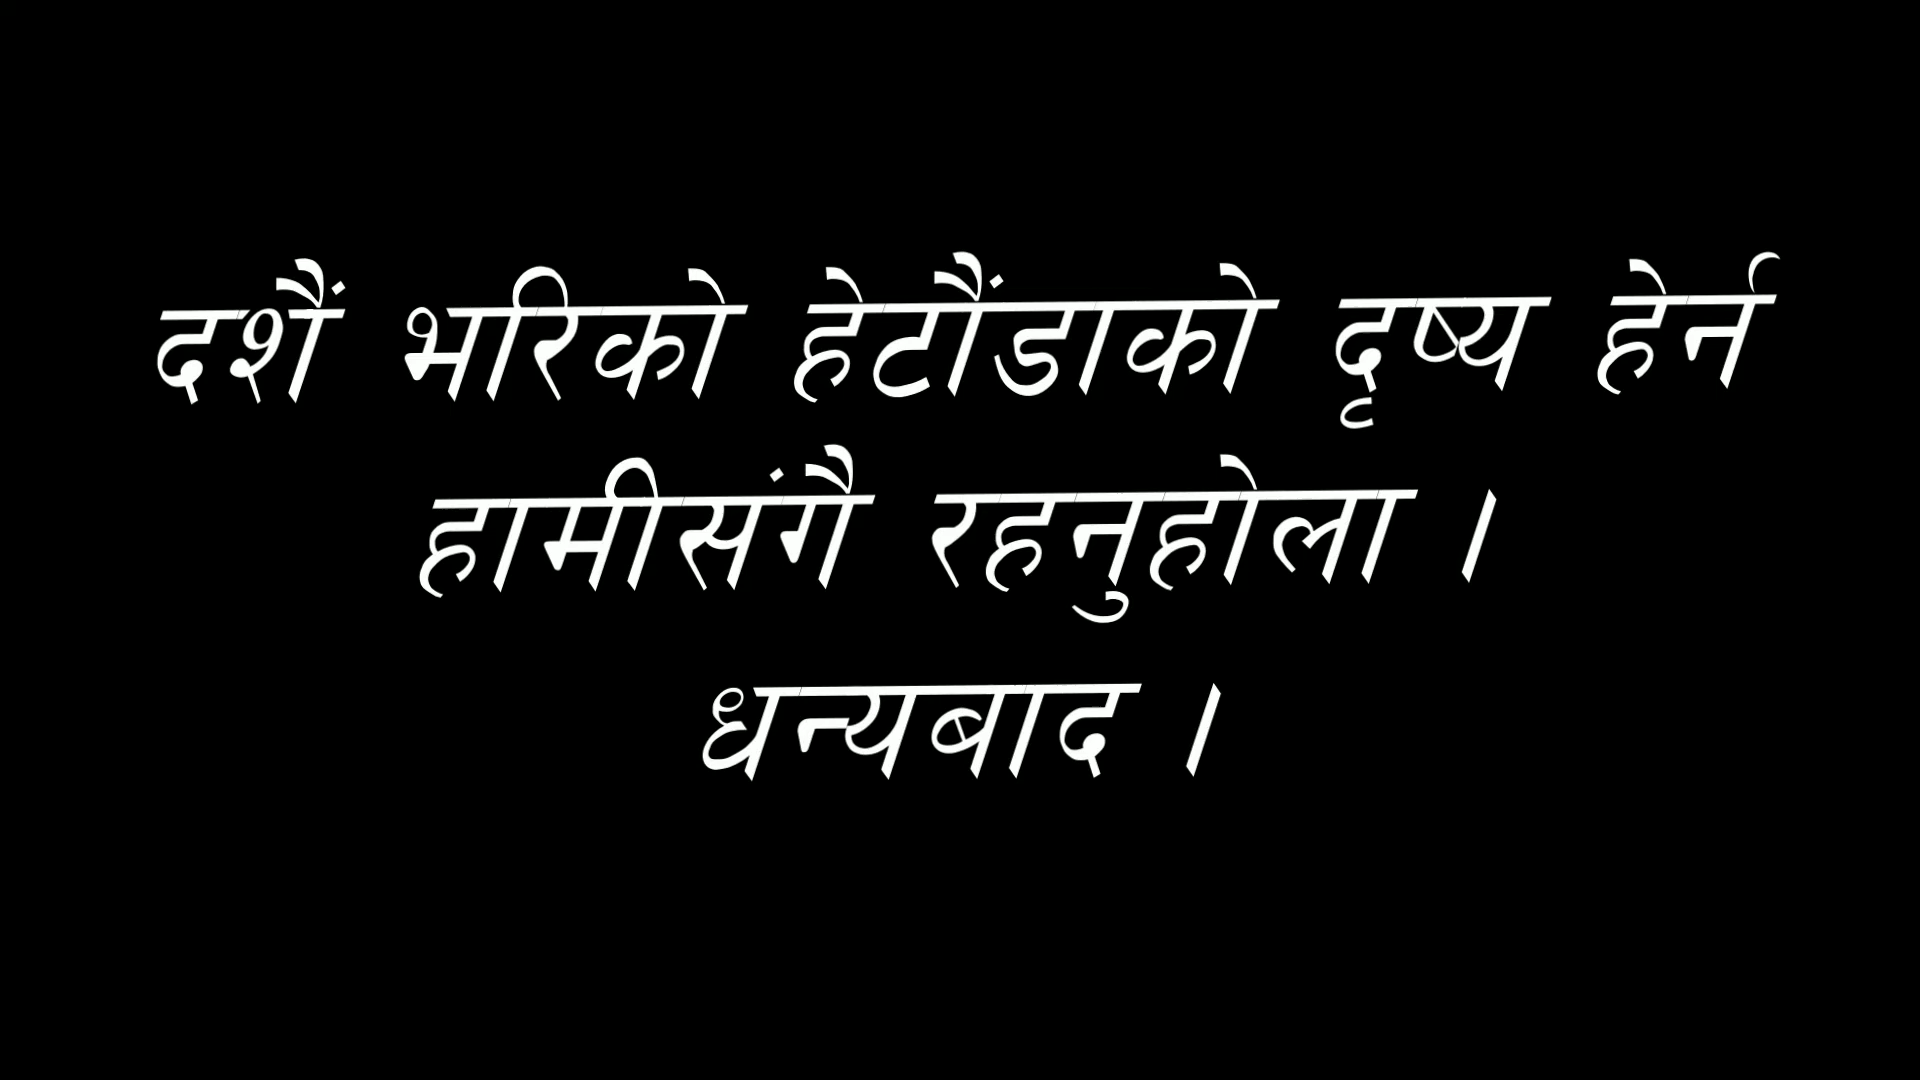 दशैं भरिको हेटौंडाको दृष्य हेर्न
हामीसंगै रहनुहोला ।
धन्यबाद ।